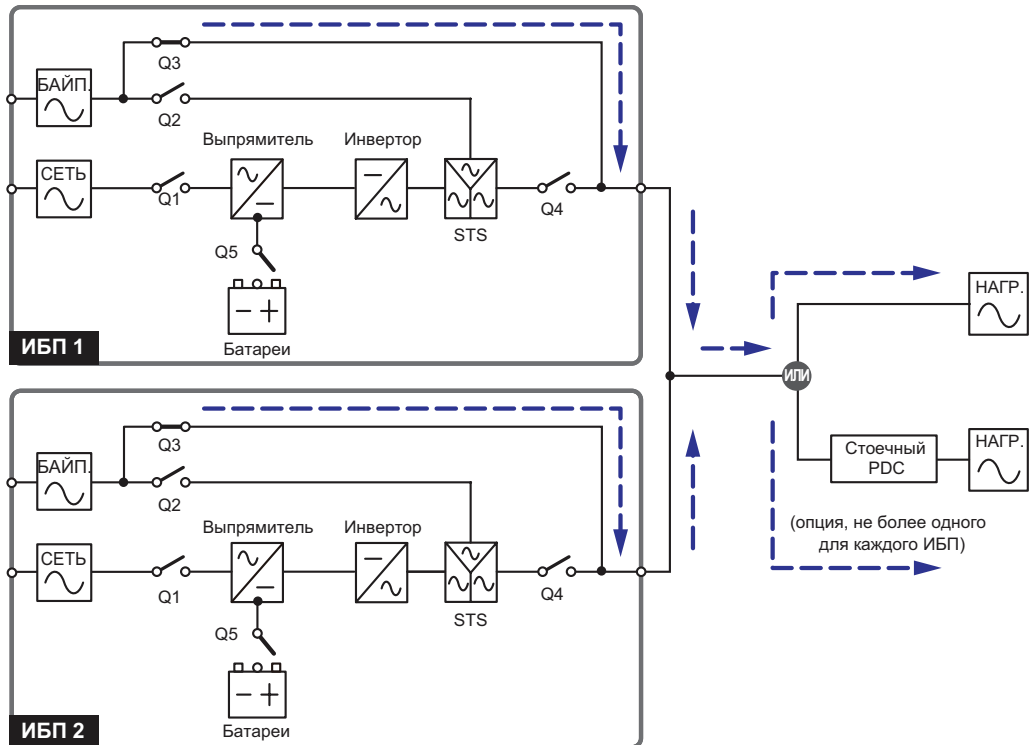 Q3
БАЙП.
Q2
Выпрямитель
Инвертор
СЕТЬ
Q1
STS
Q4
Q5
− +
Батареи
ИБП 1
НАГР.
ИЛИ
Стоечный
PDC
НАГР.
(опция, не более одного
для каждого ИБП)
Q3
БАЙП.
Q2
Выпрямитель
Инвертор
СЕТЬ
Q1
STS
Q4
Q5
− +
Батареи
ИБП 2